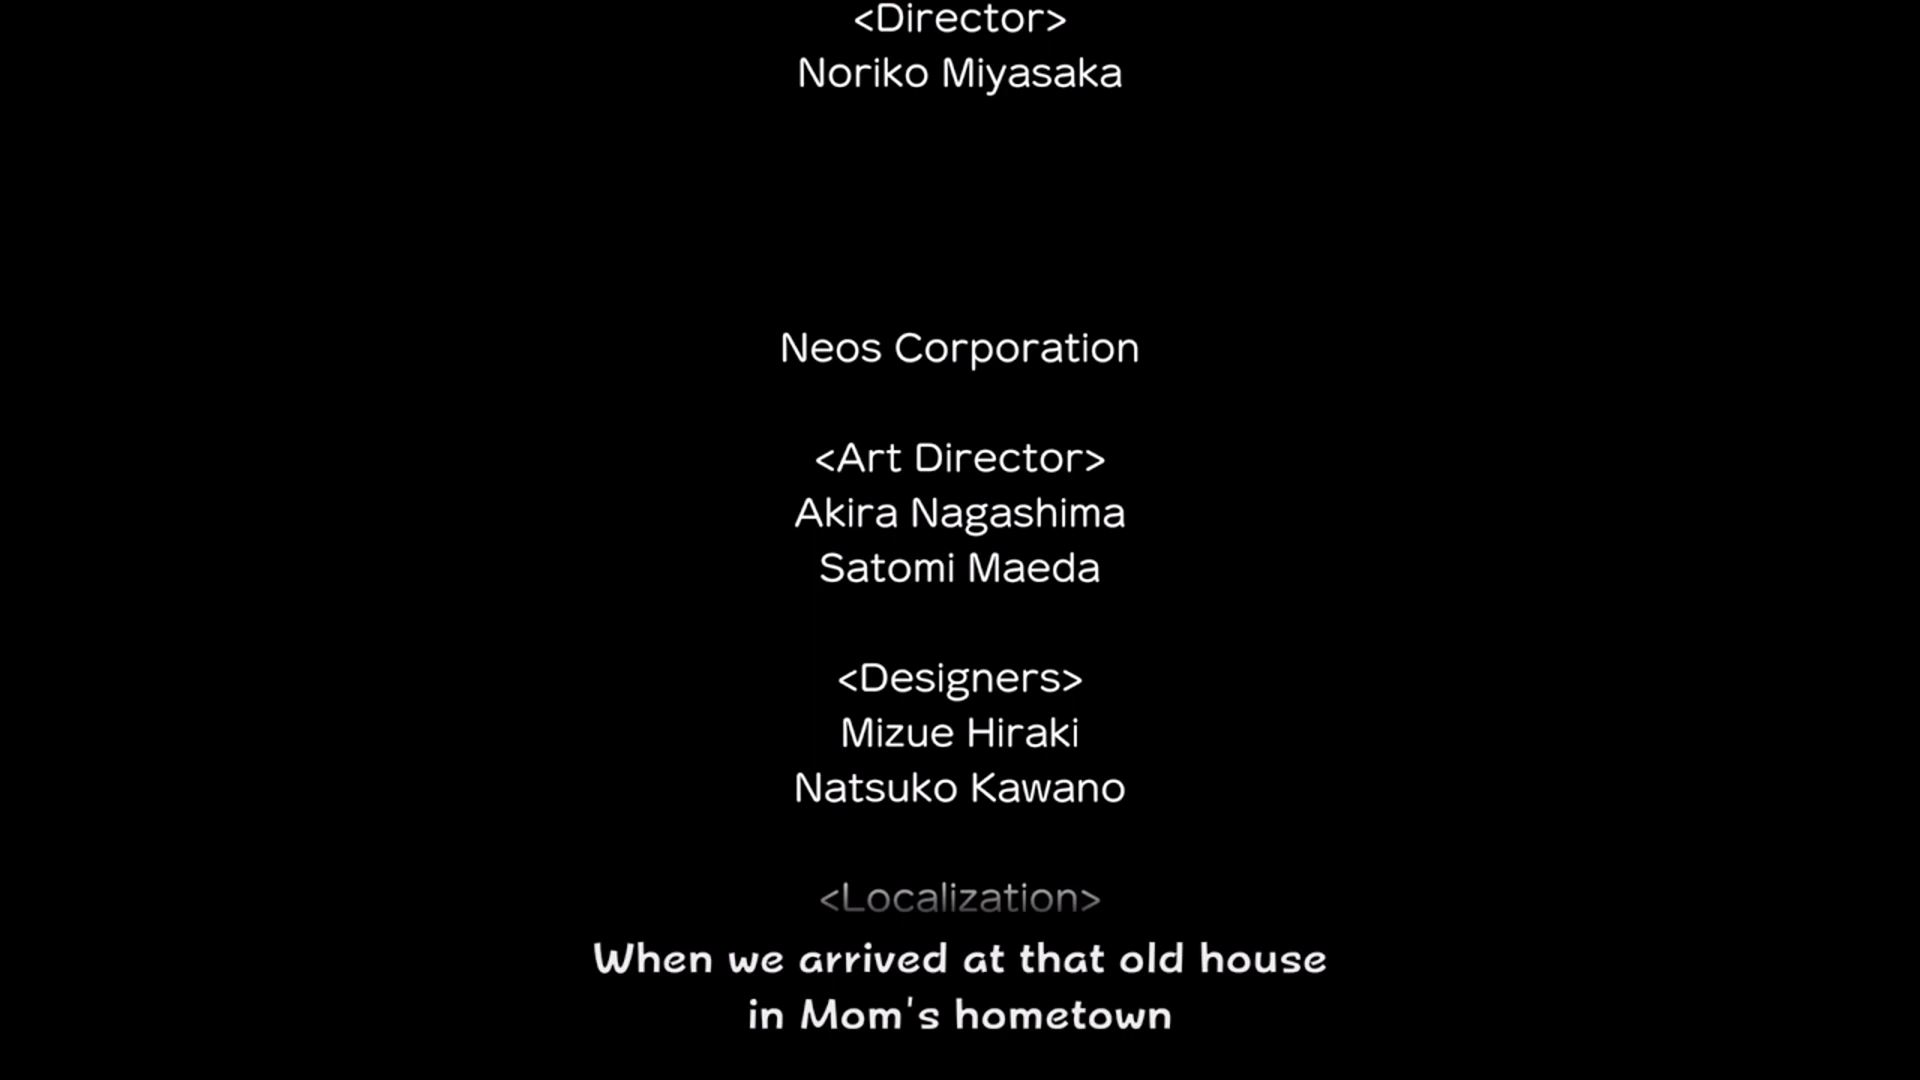 <Director>
Noriko Miyasaka
Neos Corporation
<Art Director>
Akira Nagashima
Satomi Maeda
<Designers>
Mizue Hiraki
Natsuko Kawano
<Localization>
When we arrived at that old house
in Mom's hometown